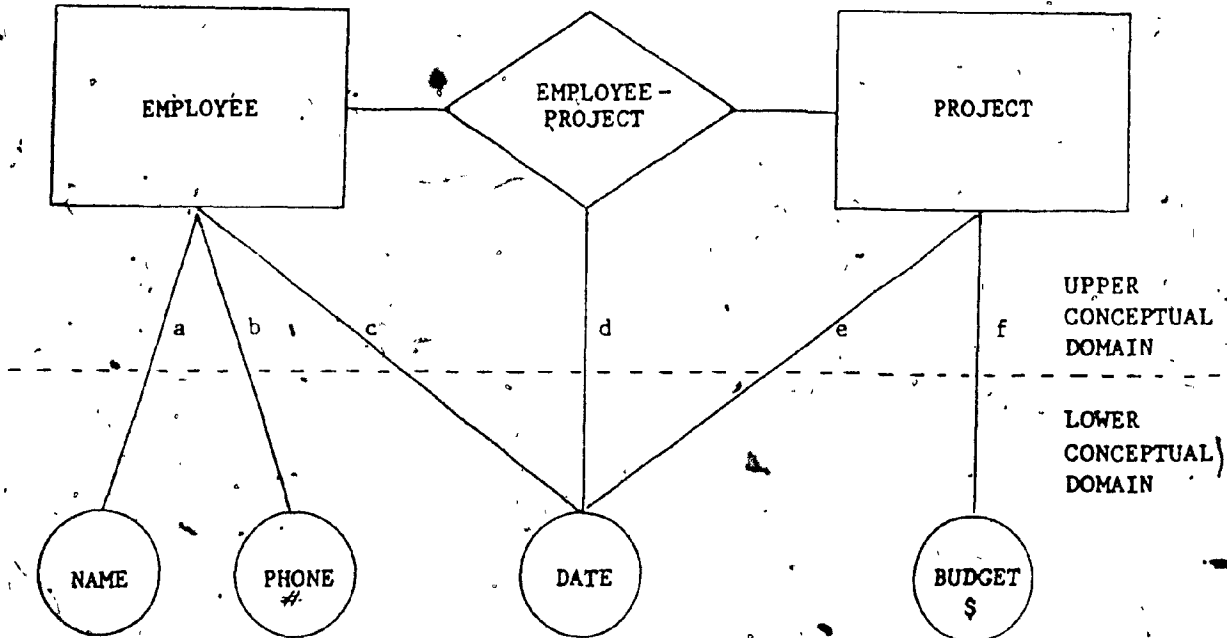 EMPLOYEE
EMPLOYEE-
PROJECT
PROJECT
a
b
c
d
e
f
UPPER
CONCEPTUAL
DOMAIN
LOWER
CONCEPTUAL
DOMAIN
NAME
PHONE
#
DATE
BUDGET
$